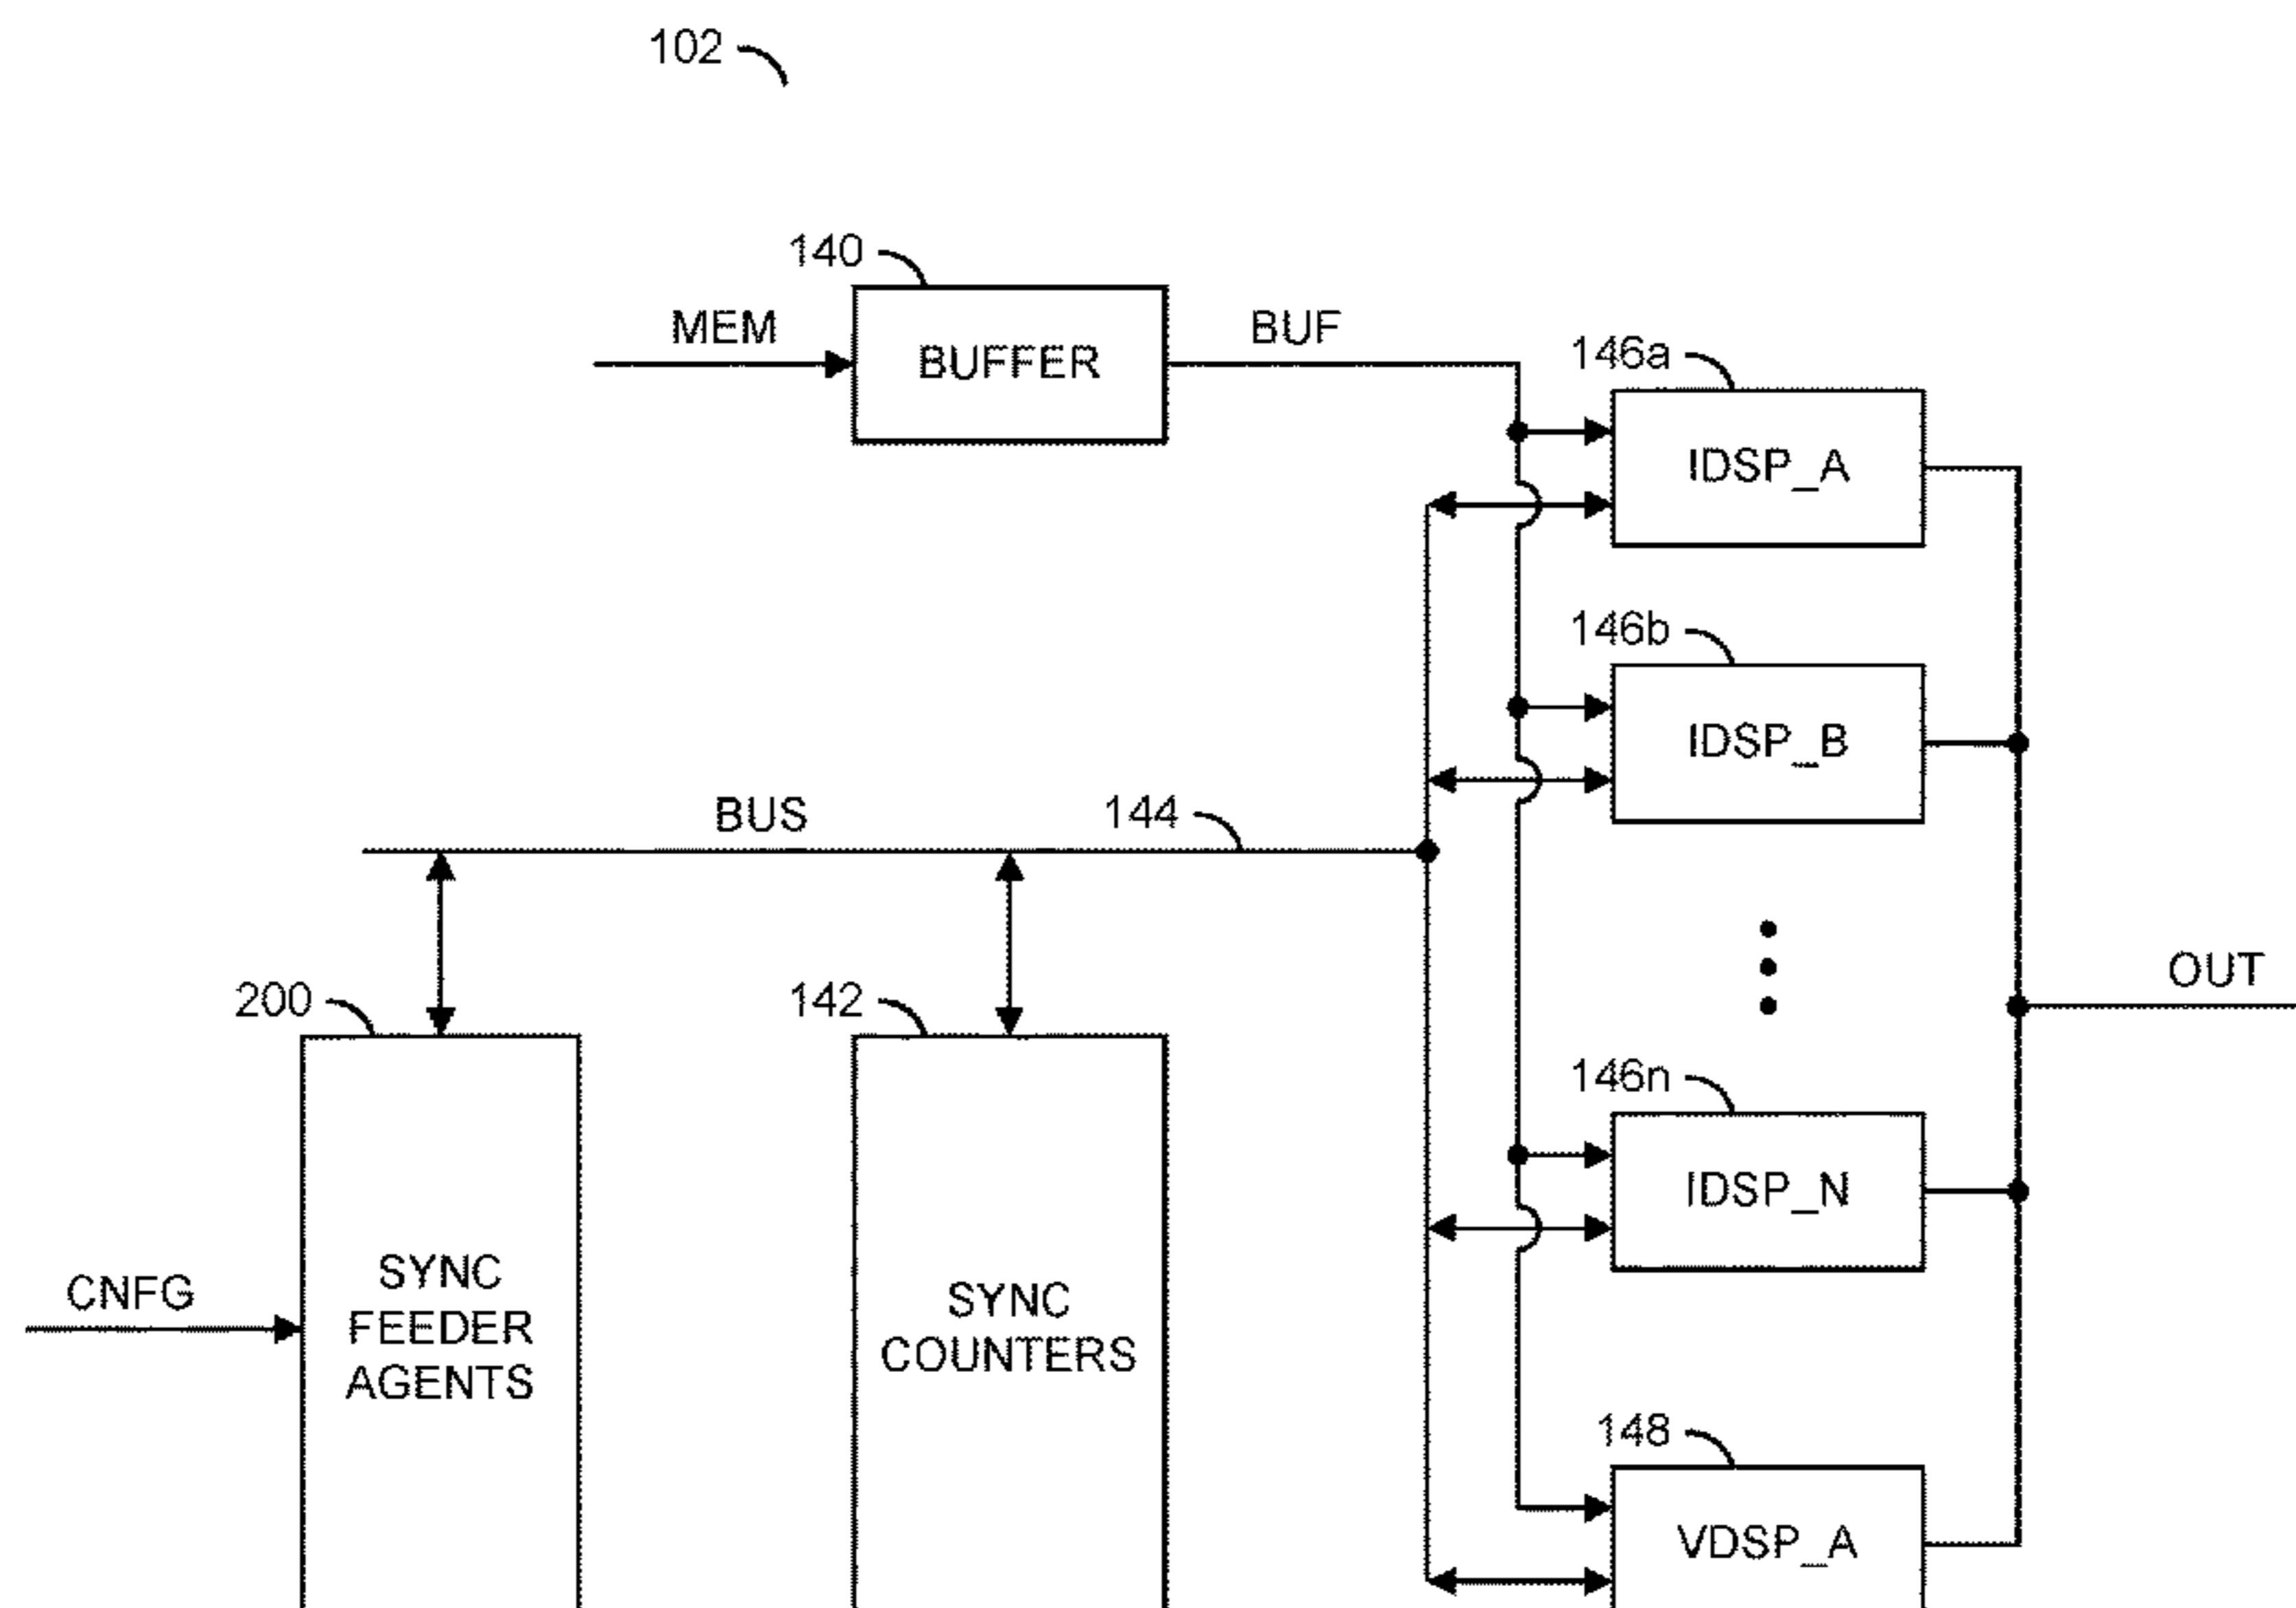 102
140
MEM
BUFFER
BUF
146a
IDSP_A
146b
IDSP_B
BUS
144
200
142
OUT
146n
IDSP_N
CNFG
SYNC
FEEDER
AGENTS
SYNC
COUNTERS
148
VDSP_A